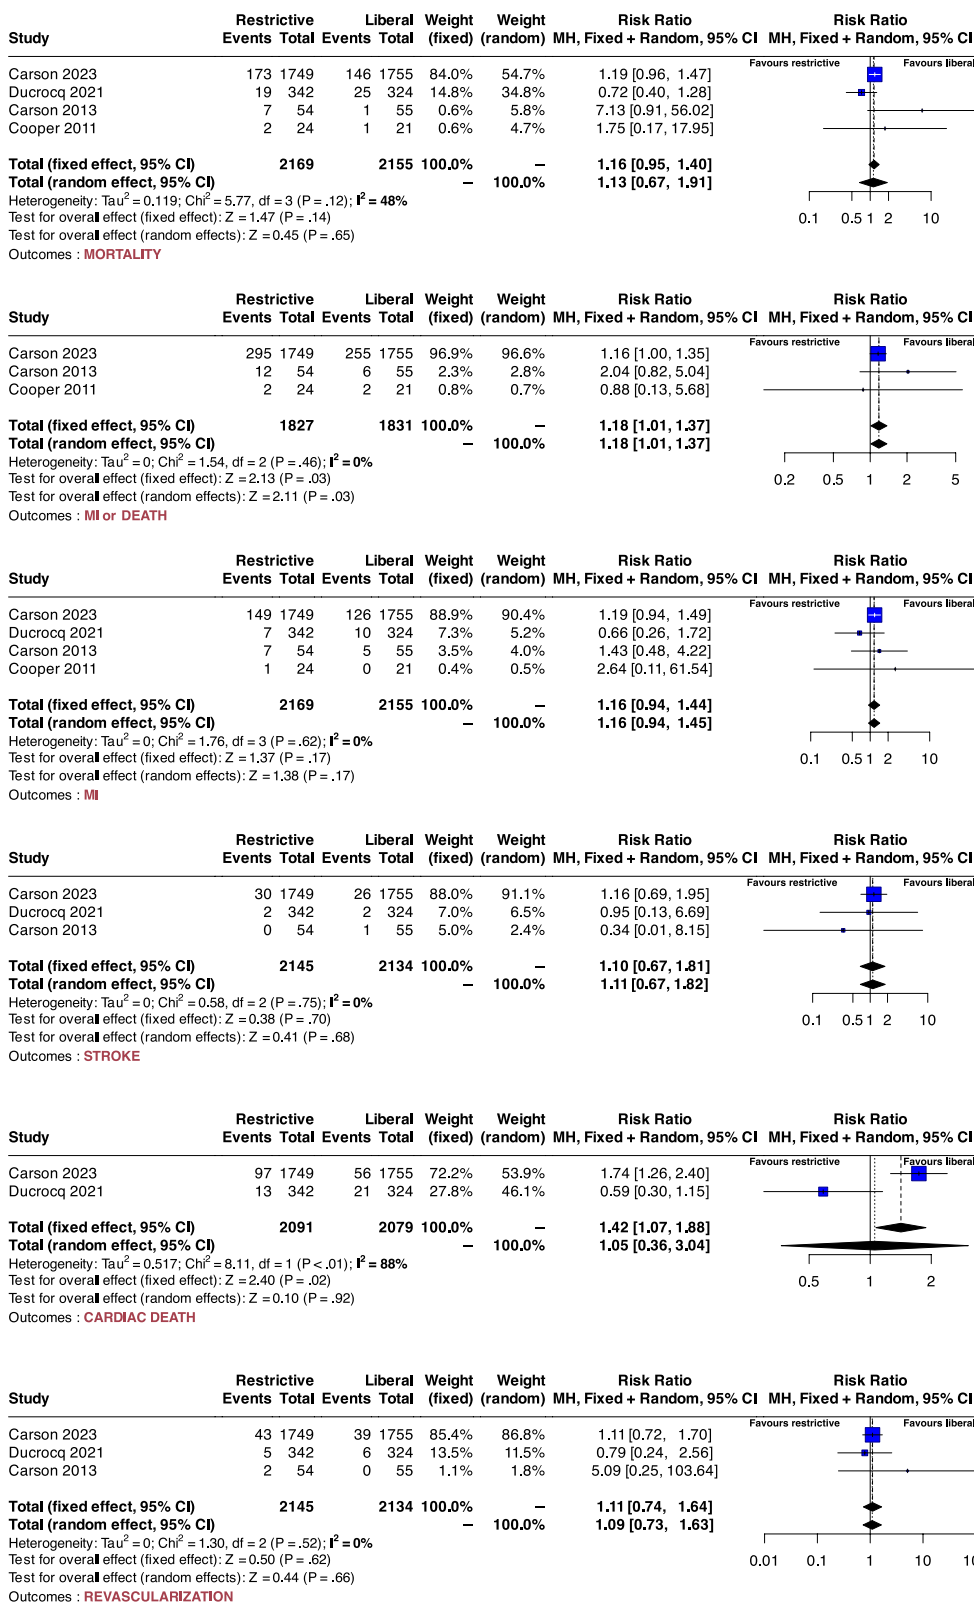 Restrictive Liberal Weight Weight Risk Ratio Risk Ratio
Study Events Total Events Total (fixed) (random) MH, Fixed + Random, 95% CI MH, Fixed + Random, 95% CI
Favours restrictive Favours liberal
Carson 2023 173 1749 146 1755 84.0% 54.7% 1.19 [0.96, 1.47]
Ducrocq 2021 19 342 25 324 14.8% 34.8% 0.72 [0.40, 1.28]
Carson 2013 7 54 1 55 0.6% 5.8% 7.13 [0.91, 56.02]
Cooper 2011 2 24 1 21 0.6% 4.7% 1.75 [0.17, 17.95]
Total (fixed effect, 95% CI) 2169 2155 100.0% – 1.16 [0.95, 1.40]
Total (random effect, 95% CI) – 100.0% 1.13 [0.67, 1.91]
Heterogeneity: Tau² = 0.119; Chi² = 5.77, df = 3 (P = .12); I² = 48%
Test for overall effect (fixed effect): Z = 1.47 (P = .14)
0.1 0.5 1 2 10
Test for overall effect (random effects): Z = 0.45 (P = .65)
Outcomes : MORTALITY
Restrictive Liberal Weight Weight Risk Ratio Risk Ratio
Study Events Total Events Total (fixed) (random) MH, Fixed + Random, 95% CI MH, Fixed + Random, 95% CI
Favours restrictive Favours liberal
Carson 2023 295 1749 255 1755 96.9% 96.6% 1.16 [1.00, 1.35]
Carson 2013 12 54 6 55 2.3% 2.8% 2.04 [0.82, 5.04]
Cooper 2011 2 24 2 21 0.8% 0.7% 0.88 [0.13, 5.68]
Total (fixed effect, 95% CI) 1827 1831 100.0% – 1.18 [1.01, 1.37]
Total (random effect, 95% CI) – 100.0% 1.18 [1.01, 1.37]
Heterogeneity: Tau² = 0; Chi² = 1.54, df = 2 (P = .46); I² = 0%
Test for overall effect (fixed effect): Z = 2.13 (P = .03)
0.2 0.5 1 2 5
Test for overall effect (random effects): Z = 2.11 (P = .03)
Outcomes : MI or DEATH
Restrictive Liberal Weight Weight Risk Ratio Risk Ratio
Study Events Total Events Total (fixed) (random) MH, Fixed + Random, 95% CI MH, Fixed + Random, 95% CI
Favours restrictive Favours liberal
Carson 2023 149 1749 126 1755 88.9% 90.4% 1.19 [0.94, 1.49]
Ducrocq 2021 7 342 10 324 7.3% 5.2% 0.66 [0.26, 1.72]
Carson 2013 7 54 5 55 3.5% 4.0% 1.43 [0.48, 4.22]
Cooper 2011 1 24 0 21 0.4% 0.5% 2.64 [0.11, 61.54]
Total (fixed effect, 95% CI) 2169 2155 100.0% – 1.16 [0.94, 1.44]
Total (random effect, 95% CI) – 100.0% 1.16 [0.94, 1.45]
Heterogeneity: Tau² = 0; Chi² = 1.76, df = 3 (P = .62); I² = 0%
Test for overall effect (fixed effect): Z = 1.37 (P = .17)
0.1 0.5 1 2 10
Test for overall effect (random effects): Z = 1.38 (P = .17)
Outcomes : MI
Restrictive Liberal Weight Weight Risk Ratio Risk Ratio
Study Events Total Events Total (fixed) (random) MH, Fixed + Random, 95% CI MH, Fixed + Random, 95% CI
Favours restrictive Favours liberal
Carson 2023 30 1749 26 1755 88.0% 91.1% 1.16 [0.69, 1.95]
Ducrocq 2021 2 342 2 324 7.0% 6.5% 0.95 [0.13, 6.69]
Carson 2013 0 54 1 55 5.0% 2.4% 0.34 [0.01, 8.15]
Total (fixed effect, 95% CI) 2145 2134 100.0% – 1.10 [0.67, 1.81]
Total (random effect, 95% CI) – 100.0% 1.11 [0.67, 1.82]
Heterogeneity: Tau² = 0; Chi² = 0.58, df = 2 (P = .75); I² = 0%
Test for overall effect (fixed effect): Z = 0.38 (P = .70)
0.1 0.5 1 2 10
Test for overall effect (random effects): Z = 0.41 (P = .68)
Outcomes : STROKE
Restrictive Liberal Weight Weight Risk Ratio Risk Ratio
Study Events Total Events Total (fixed) (random) MH, Fixed + Random, 95% CI MH, Fixed + Random, 95% CI
Favours restrictive Favours liberal
Carson 2023 97 1749 56 1755 72.2% 53.9% 1.74 [1.26, 2.40]
Ducrocq 2021 13 342 21 324 27.8% 46.1% 0.59 [0.30, 1.15]
Total (fixed effect, 95% CI) 2091 2079 100.0% – 1.42 [1.07, 1.88]
Total (random effect, 95% CI) – 100.0% 1.05 [0.36, 3.04]
Heterogeneity: Tau² = 0.517; Chi² = 8.11, df = 1 (P < .01); I² = 88%
Test for overall effect (fixed effect): Z = 2.40 (P = .02)
0.5 1 2
Test for overall effect (random effects): Z = 0.10 (P = .92)
Outcomes : CARDIAC DEATH
Restrictive Liberal Weight Weight Risk Ratio Risk Ratio
Study Events Total Events Total (fixed) (random) MH, Fixed + Random, 95% CI MH, Fixed + Random, 95% CI
Favours restrictive Favours liberal
Carson 2023 43 1749 39 1755 85.4% 86.8% 1.11 [0.72, 1.70]
Ducrocq 2021 5 342 6 324 13.5% 11.5% 0.79 [0.24, 2.56]
Carson 2013 2 54 0 55 1.1% 1.8% 5.09 [0.25, 103.64]
Total (fixed effect, 95% CI) 2145 2134 100.0% – 1.11 [0.74, 1.64]
Total (random effect, 95% CI) – 100.0% 1.09 [0.73, 1.63]
Heterogeneity: Tau² = 0; Chi² = 1.30, df = 2 (P = .52); I² = 0%
Test for overall effect (fixed effect): Z = 0.50 (P = .62)
0.01 0.1 1 10
Test for overall effect (random effects): Z = 0.44 (P = .66)
Outcomes : REVASCULARIZATION